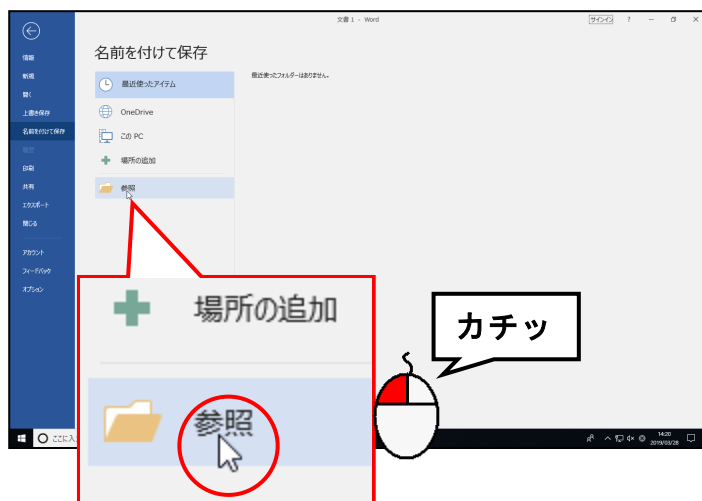 文書 1 - Word
サインイン ?
名前を付けて保存
情報
新規
開く
上書き保存
名前を付けて保存
印刷
共有
エクスポート
閉じる
アカウント
フィードバック
オプション
最近使ったアイテム
OneDrive
この PC
場所の追加
参照
最近使ったフォルダーはありません。
場所の追加
参照
カチッ
ここに入
14:20
2019/03/28